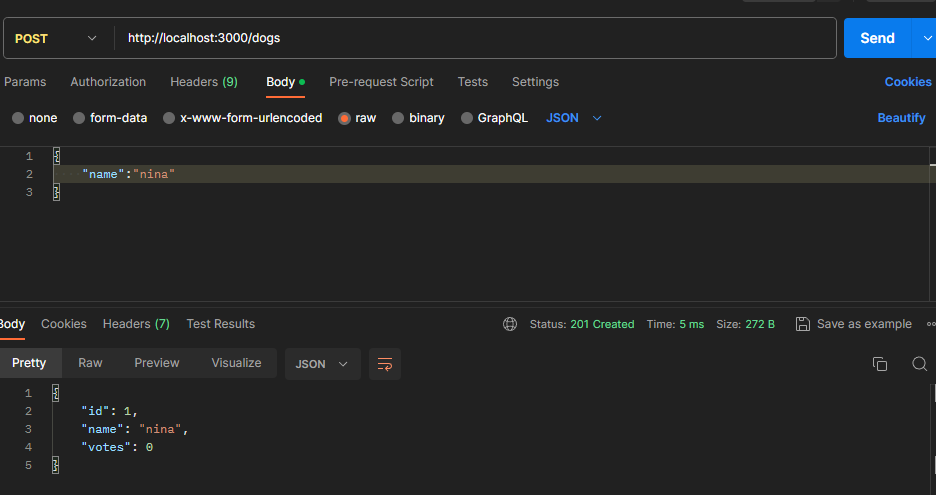 POST http://localhost:3000/dogs Send
Params Authorization Headers (9) Body Pre-request Script Tests Settings Cookies
none form-data x-www-form-urlencoded raw binary GraphQL JSON Beautify
1 {
2 "name":"nina"
3 }
Body Cookies Headers (7) Test Results Status: 201 Created Time: 5 ms Size: 272 B Save as example
Pretty Raw Preview Visualize JSON
1 {
2 "id": 1,
3 "name": "nina",
4 "votes": 0
5 }